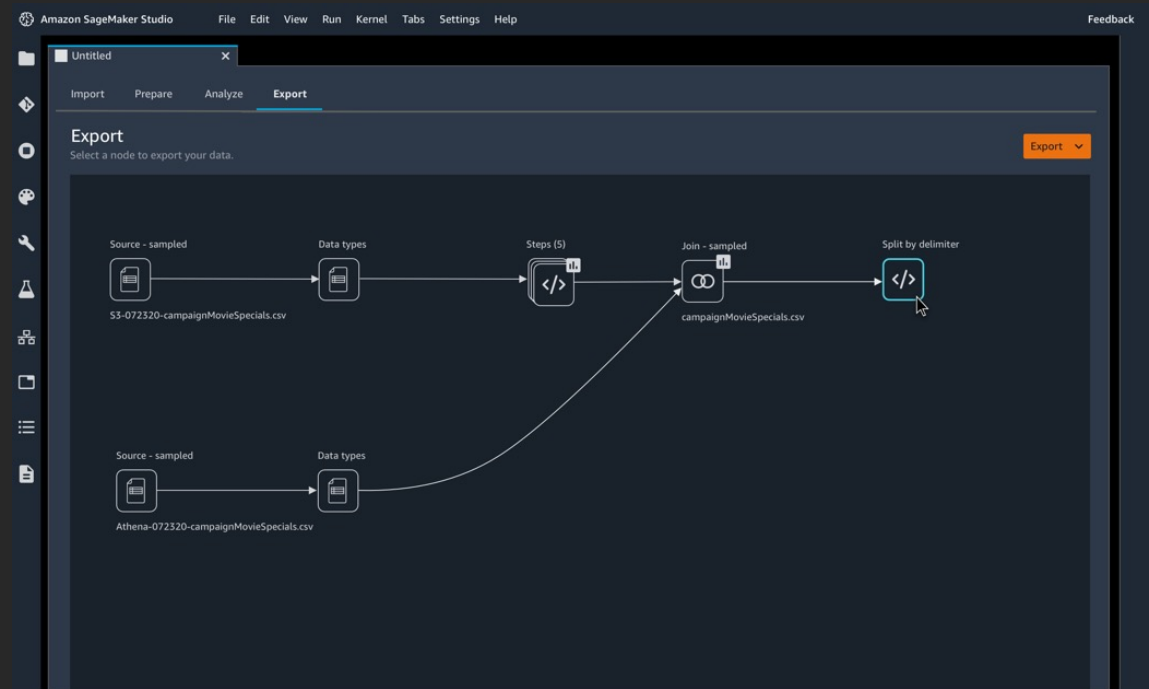 Amazon SageMaker Studio File Edit View Run Kernel Tabs Settings Help Feedback
Untitled
Import Prepare Analyze Export
Export
Select a node to export your data.
Export
Source - sampled Data types Steps (5) Join - sampled Split by delimiter
S3-072320-campaignMovieSpecials.csv campaignMovieSpecials.csv
Source - sampled Data types
Athena-072320-campaignMovieSpecials.csv